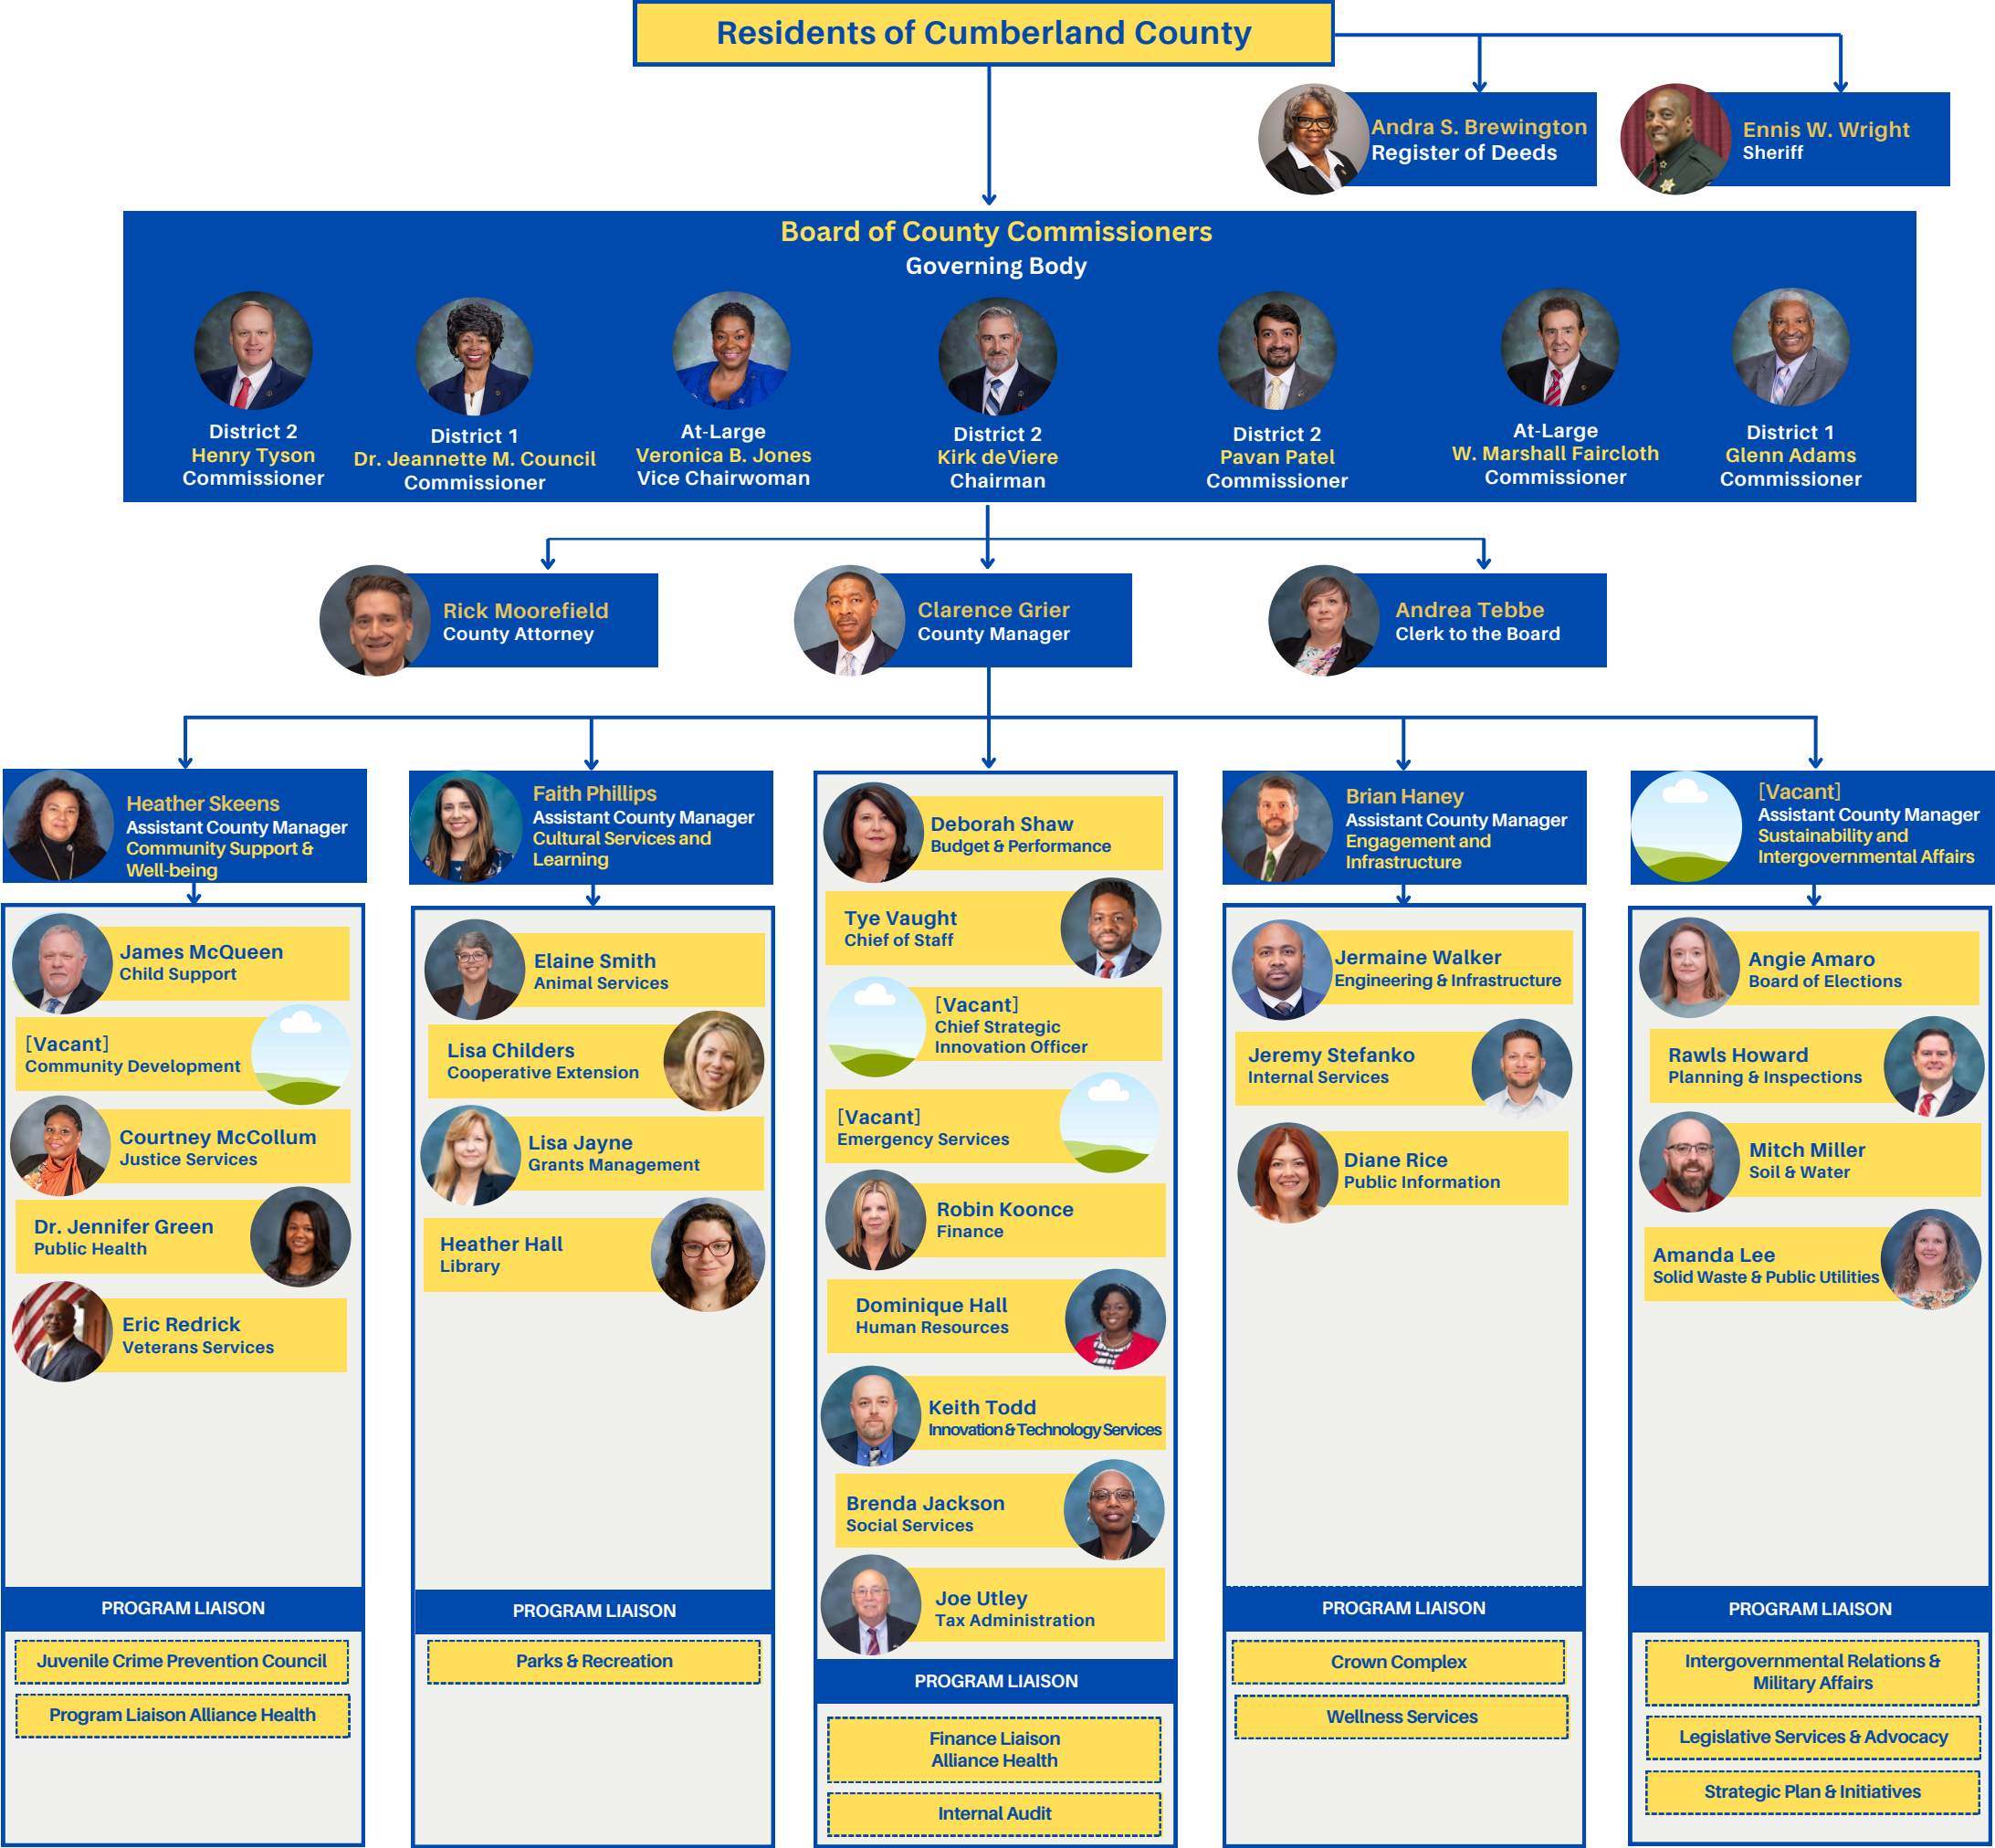 Residents of Cumberland County
Andra S. Brewington
Register of Deeds
Ennis W. Wright
Sheriff
Board of County Commissioners
Governing Body
District 2
Henry Tyson
Commissioner
District 1
Dr. Jeannette M. Council
Commissioner
At-Large
Veronica B. Jones
Vice Chairwoman
District 2
Kirk deViere
Chairman
District 2
Pavan Patel
Commissioner
At-Large
W. Marshall Faircloth
Commissioner
District 1
Glenn Adams
Commissioner
Rick Moorefield
County Attorney
Clarence Grier
County Manager
Andrea Tebbe
Clerk to the Board
Heather Skeens
Assistant County Manager
Community Support &
Well-being
James McQueen
Child Support
[Vacant]
Community Development
Courtney McCollum
Justice Services
Dr. Jennifer Green
Public Health
Eric Redrick
Veterans Services
PROGRAM LIAISON
Juvenile Crime Prevention Council
Program Liaison Alliance Health
Faith Phillips
Assistant County Manager
Cultural Services and
Learning
Elaine Smith
Animal Services
Lisa Childers
Cooperative Extension
Lisa Jayne
Grants Management
Heather Hall
Library
PROGRAM LIAISON
Parks & Recreation
Deborah Shaw
Budget & Performance
Tye Vaught
Chief of Staff
[Vacant]
Chief Strategic
Innovation Officer
[Vacant]
Emergency Services
Robin Koonce
Finance
Dominique Hall
Human Resources
Keith Todd
Innovation & Technology Services
Brenda Jackson
Social Services
Joe Utley
Tax Administration
PROGRAM LIAISON
Finance Liaison
Alliance Health
Internal Audit
Brian Haney
Assistant County Manager
Engagement and
Infrastructure
Jermaine Walker
Engineering & Infrastructure
Jeremy Stefanko
Internal Services
Diane Rice
Public Information
PROGRAM LIAISON
Crown Complex
Wellness Services
[Vacant]
Assistant County Manager
Sustainability and
Intergovernmental Affairs
Angie Amaro
Board of Elections
Rawls Howard
Planning & Inspections
Mitch Miller
Soil & Water
Amanda Lee
Solid Waste & Public Utilities
PROGRAM LIAISON
Intergovernmental Relations &
Military Affairs
Legislative Services & Advocacy
Strategic Plan & Initiatives